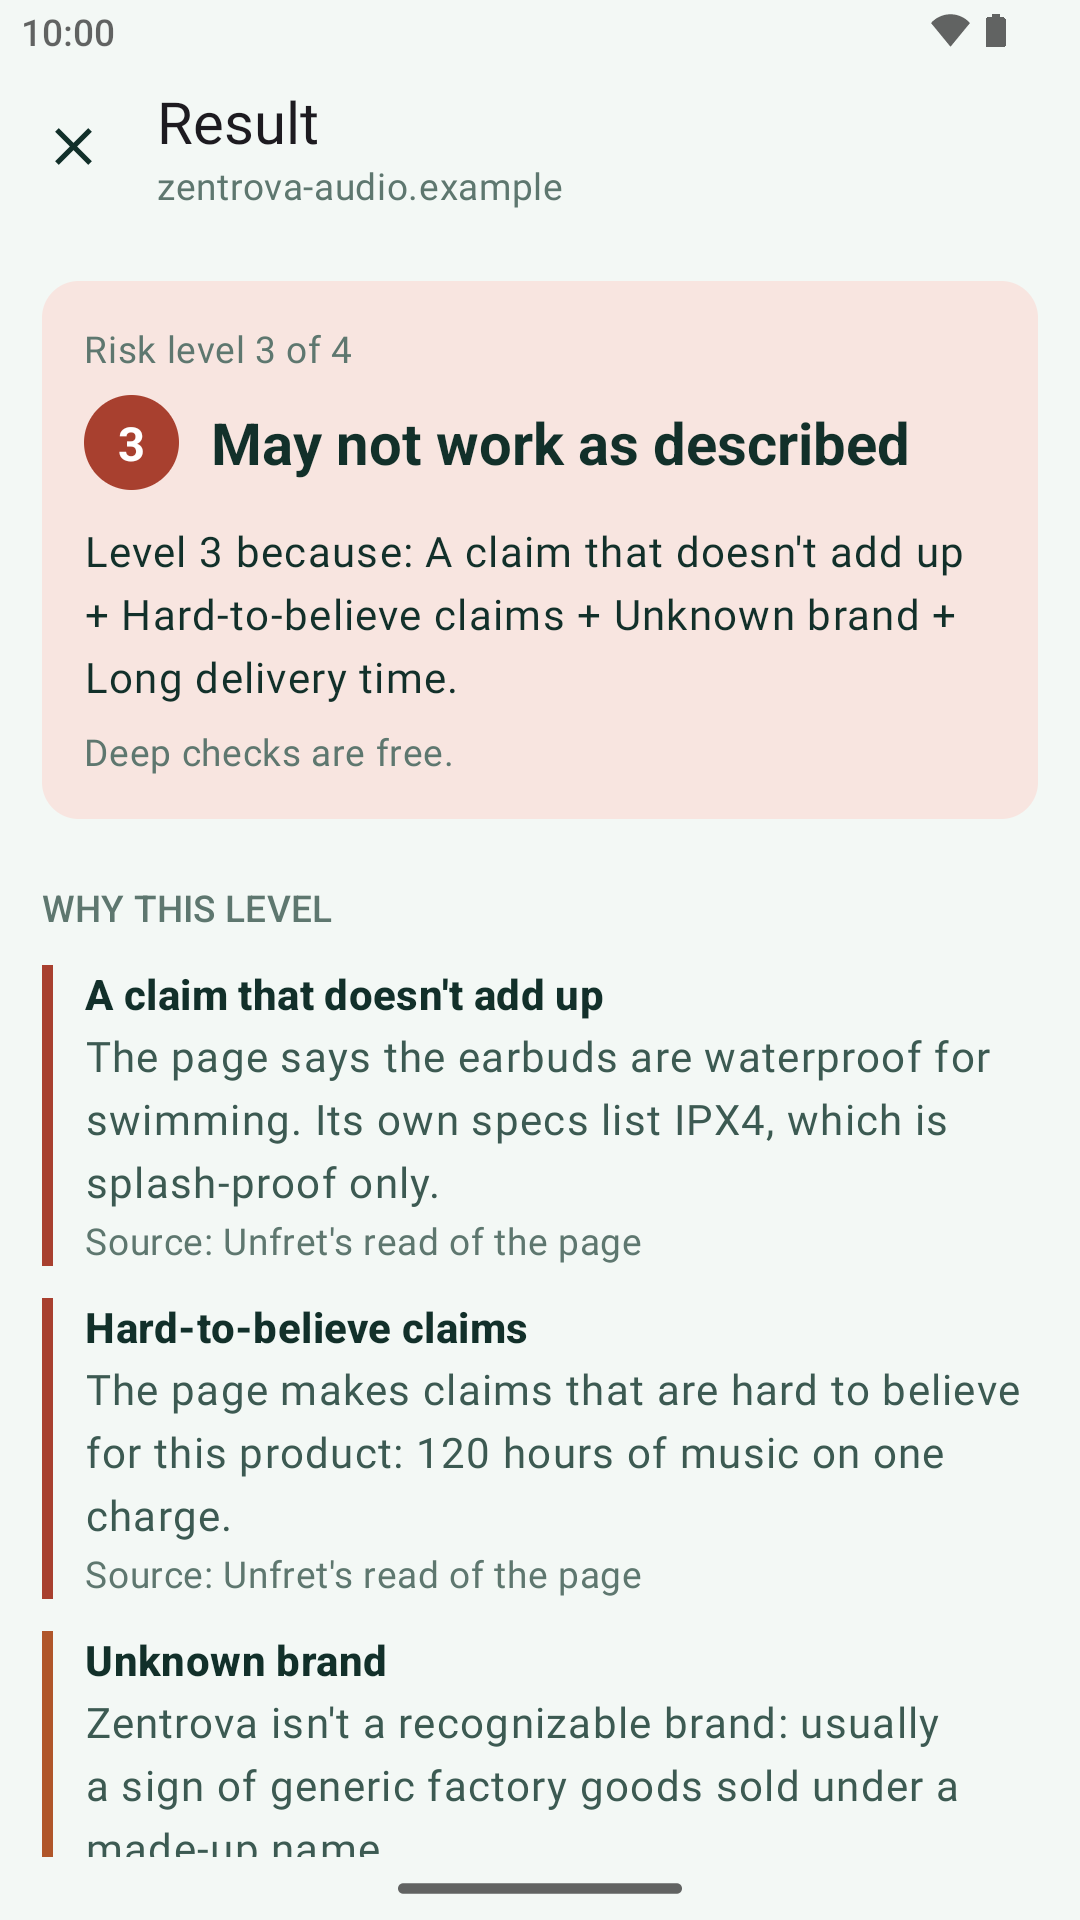 10:00
Result
zentrova-audio.example
Risk level 3 of 4
3
May not work as described
Level 3 because: A claim that doesn't add up
+ Hard-to-believe claims + Unknown brand +
Long delivery time.
Deep checks are free.
WHY THIS LEVEL
A claim that doesn't add up
The page says the earbuds are waterproof for
swimming. Its own specs list IPX4, which is
splash-proof only.
Source: Unfret's read of the page
Hard-to-believe claims
The page makes claims that are hard to believe
for this product: 120 hours of music on one
charge.
Source: Unfret's read of the page
Unknown brand
Zentrova isn't a recognizable brand: usually
a sign of generic factory goods sold under a
made-up name